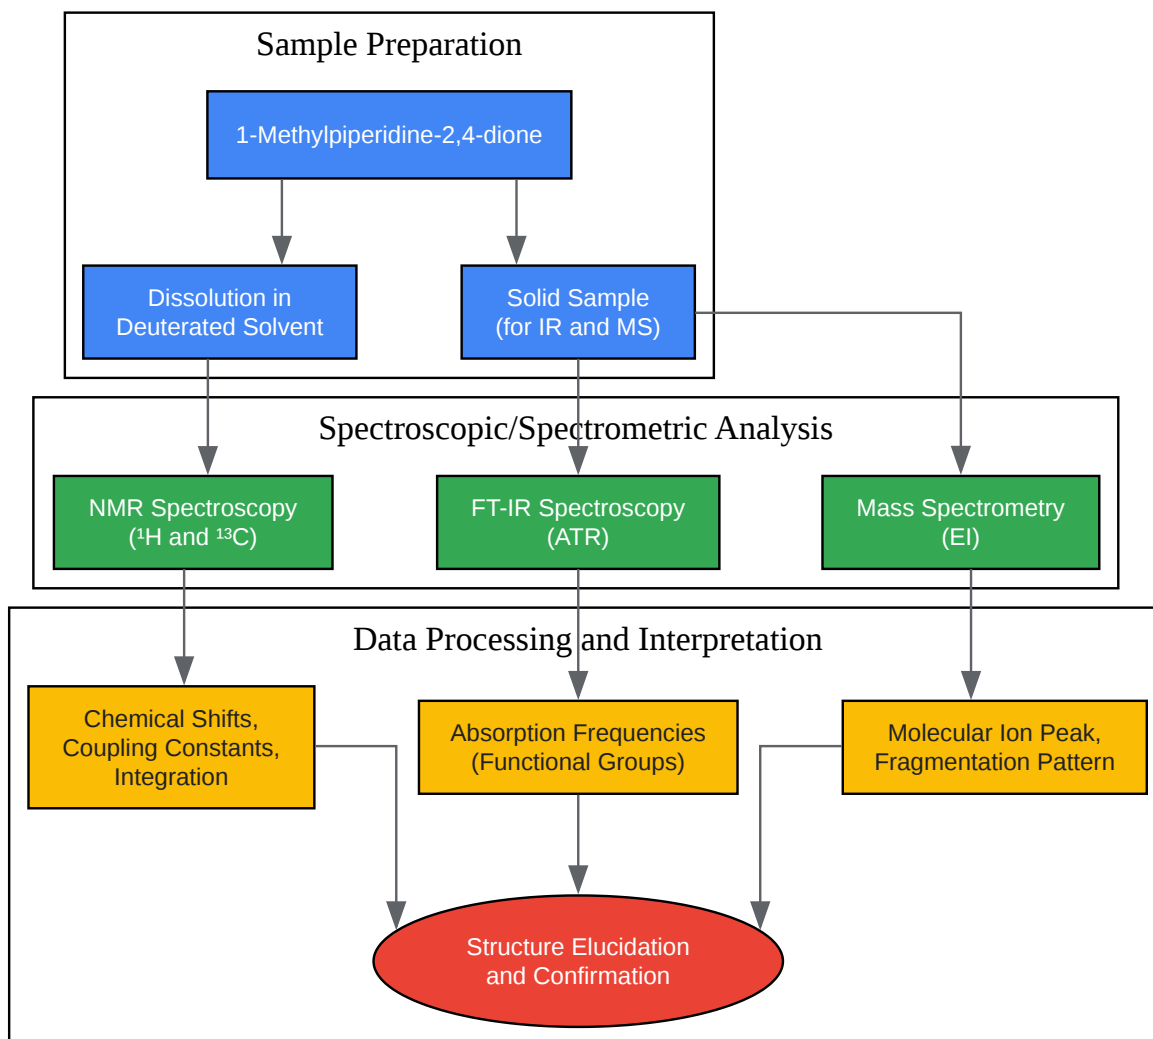 Sample Preparation
1-Methylpiperidine-2,4-dione
Dissolution in
Deuterated Solvent
Solid Sample
(for IR and MS)
Spectroscopic/Spectrometric Analysis
NMR Spectroscopy
(¹H and ¹³C)
FT-IR Spectroscopy
(ATR)
Mass Spectrometry
(EI)
Data Processing and Interpretation
Chemical Shifts,
Coupling Constants,
Integration
Absorption Frequencies
(Functional Groups)
Molecular Ion Peak,
Fragmentation Pattern
Structure Elucidation
and Confirmation